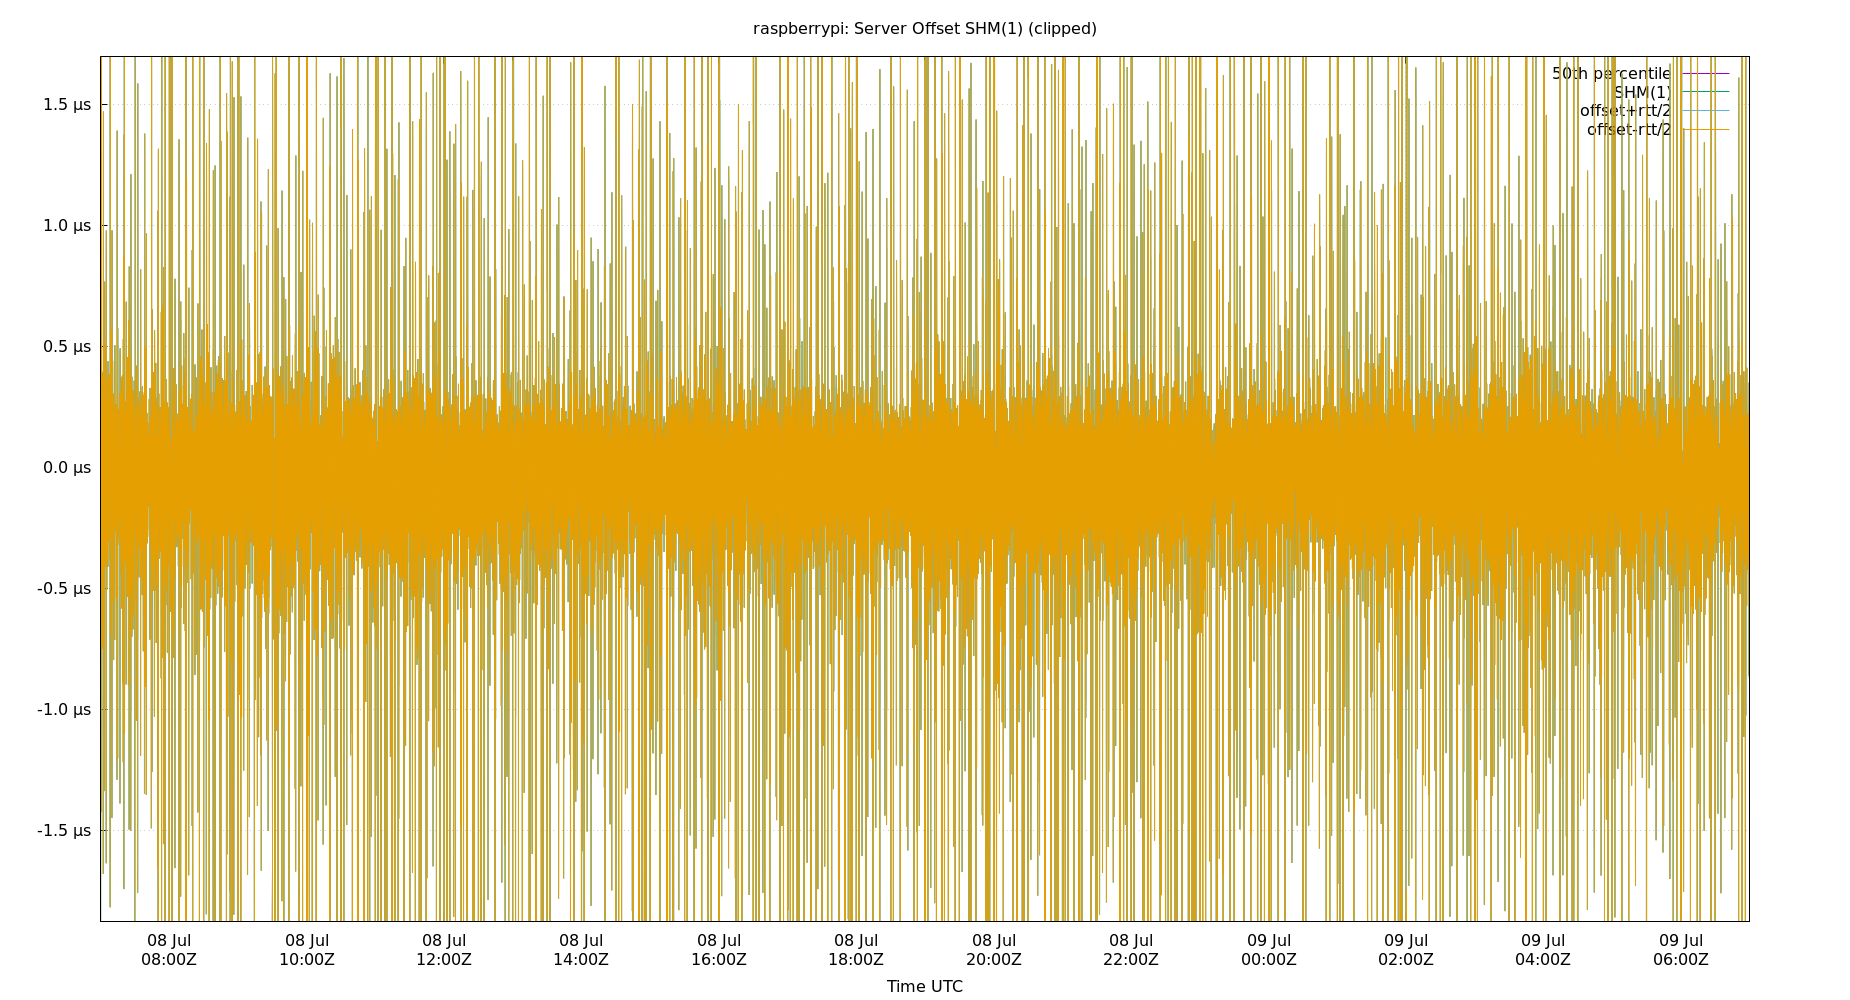 raspberrypi: Server Offset SHM(1) (clipped)
50th percentile
SHM(1)
offset+rtt/2
offset-rtt/2
1.5 µs
1.0 µs
0.5 µs
0.0 µs
-0.5 µs
-1.0 µs
-1.5 µs
08 Jul 08 Jul 08 Jul 08 Jul 08 Jul 08 Jul 08 Jul 08 Jul 09 Jul 09 Jul 09 Jul 09 Jul
08:00Z 10:00Z 12:00Z 14:00Z 16:00Z 18:00Z 20:00Z 22:00Z 00:00Z 02:00Z 04:00Z 06:00Z
Time UTC